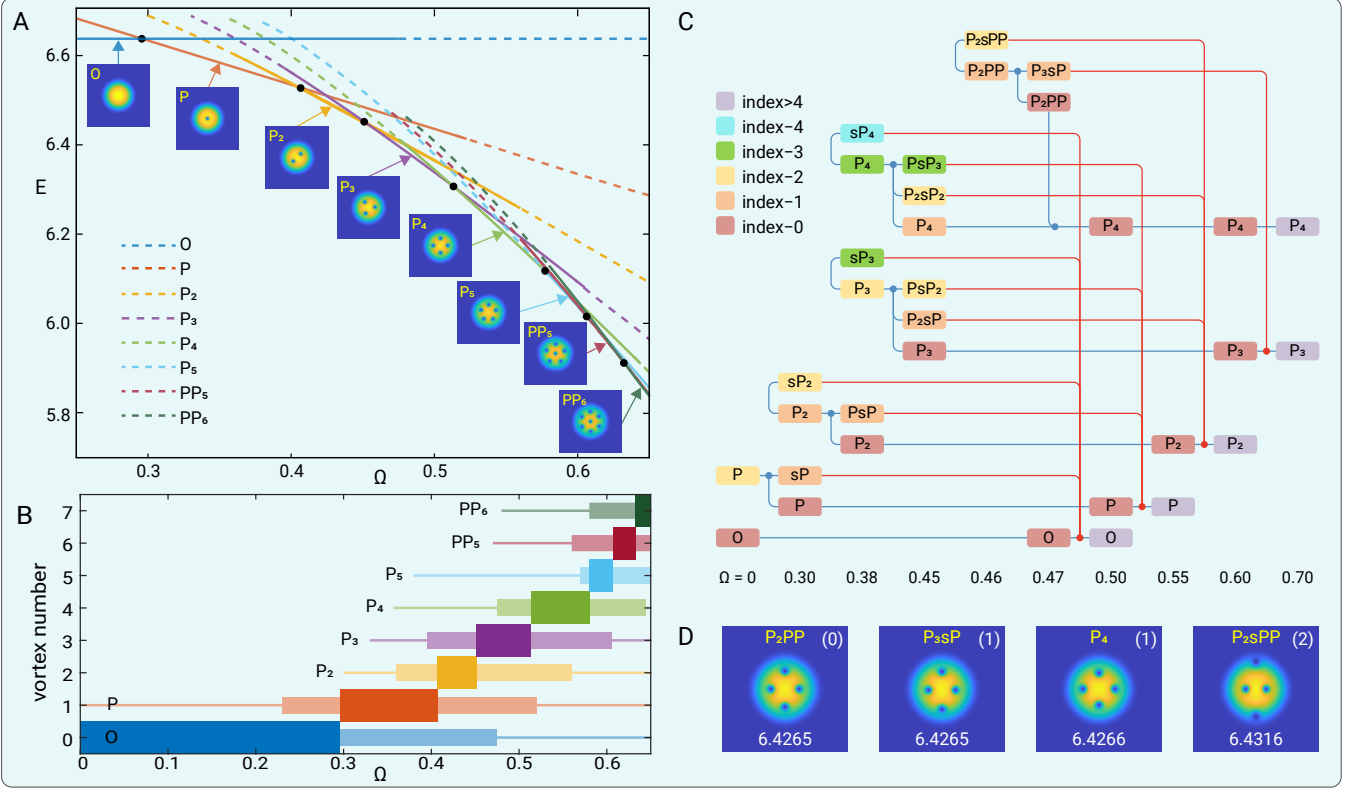 A
6.6
6.4
E
6.2
6.0
5.8
0.3
0.4
0.5
0.6
Ω
O
P
P₂
P₃
P₄
P₅
PP₅
PP₆
O
P
P₂
P₃
P₄
P₅
PP₅
PP₆
B
vortex number
7
6
5
4
3
2
1
0
PP₆
PP₅
P₅
P₄
P₃
P₂
P
O
0
0.1
0.2
0.3
0.4
0.5
0.6
Ω
C
index>4
index-4
index-3
index-2
index-1
index-0
P₂sPP
P₂PP P₃sP
P₂PP
sP₄
P₄ PsP₃
P₂sP₂
P₄ P₄ P₄ P₄
sP₃
P₃ PsP₂
P₂sP
P₃ P₃ P₃
sP₂
P₂ PsP
P₂ P₂ P₂
P sP
P P P
O O O
Ω = 0 0.30 0.38 0.45 0.46 0.47 0.50 0.55 0.60 0.70
D
P₂PP (0)
6.4265
P₃sP (1)
6.4265
P₄ (1)
6.4266
P₂sPP (2)
6.4316